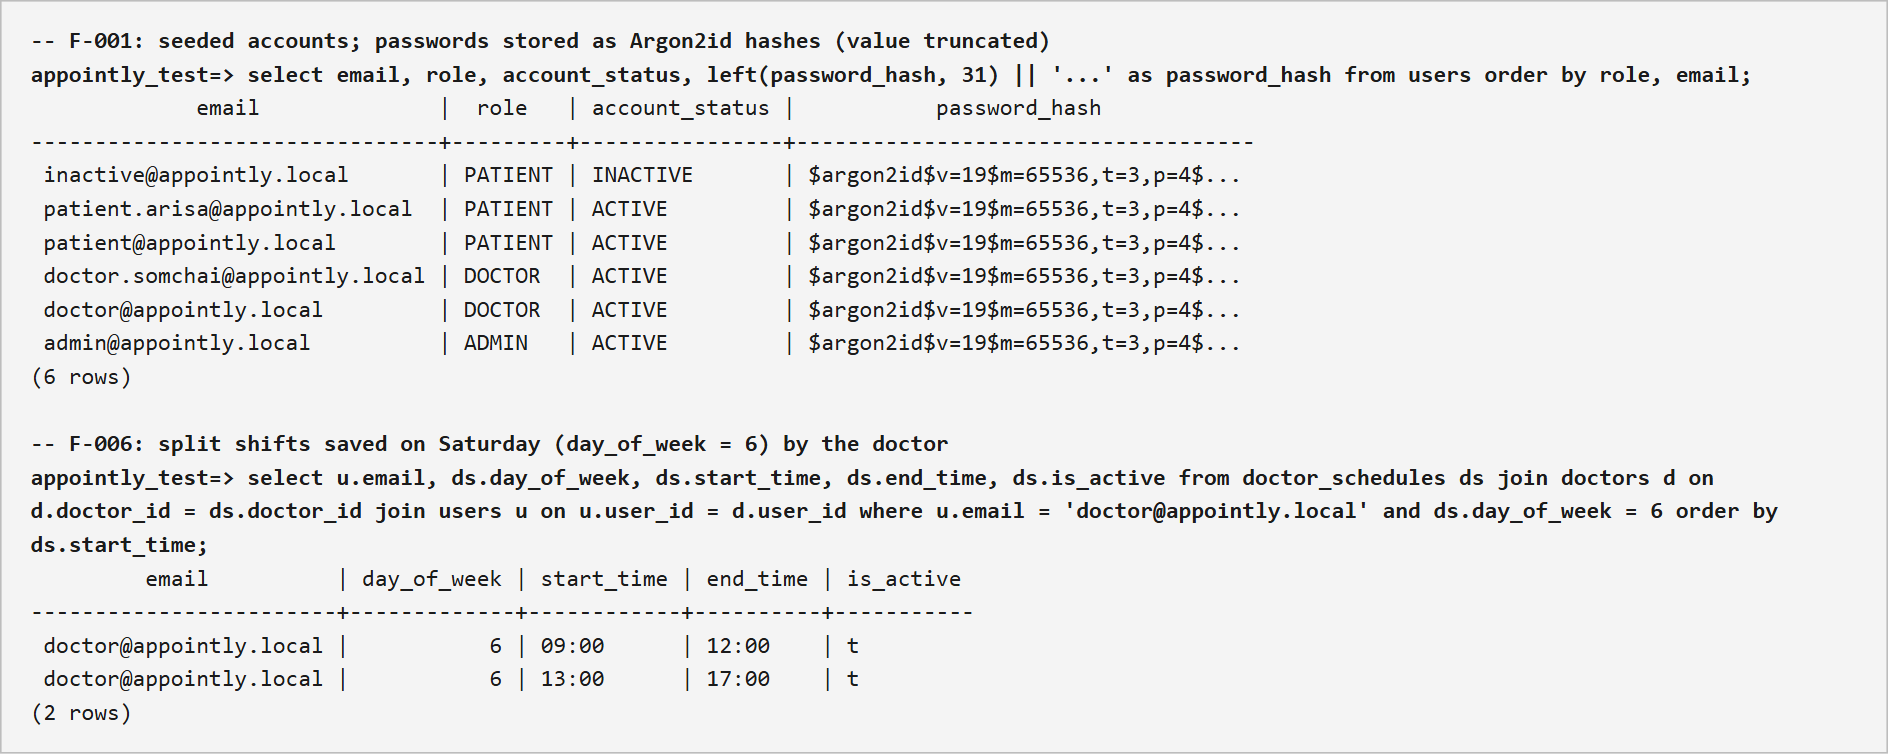 -- F-001: seeded accounts; passwords stored as Argon2id hashes (value truncated)
appointly_test=> select email, role, account_status, left(password_hash, 31) || '...' as password_hash from users order by role, email;
             email              |  role   | account_status |           password_hash
--------------------------------+---------+----------------+------------------------------------
 inactive@appointly.local       | PATIENT | INACTIVE       | $argon2id$v=19$m=65536,t=3,p=4$...
 patient.arisa@appointly.local  | PATIENT | ACTIVE         | $argon2id$v=19$m=65536,t=3,p=4$...
 patient@appointly.local        | PATIENT | ACTIVE         | $argon2id$v=19$m=65536,t=3,p=4$...
 doctor.somchai@appointly.local | DOCTOR  | ACTIVE         | $argon2id$v=19$m=65536,t=3,p=4$...
 doctor@appointly.local         | DOCTOR  | ACTIVE         | $argon2id$v=19$m=65536,t=3,p=4$...
 admin@appointly.local          | ADMIN   | ACTIVE         | $argon2id$v=19$m=65536,t=3,p=4$...
(6 rows)

-- F-006: split shifts saved on Saturday (day_of_week = 6) by the doctor
appointly_test=> select u.email, ds.day_of_week, ds.start_time, ds.end_time, ds.is_active from doctor_schedules ds join doctors d on
d.doctor_id = ds.doctor_id join users u on u.user_id = d.user_id where u.email = 'doctor@appointly.local' and ds.day_of_week = 6 order by
ds.start_time;
         email          | day_of_week | start_time | end_time | is_active
------------------------+-------------+------------+----------+-----------
 doctor@appointly.local |           6 | 09:00      | 12:00    | t
 doctor@appointly.local |           6 | 13:00      | 17:00    | t
(2 rows)